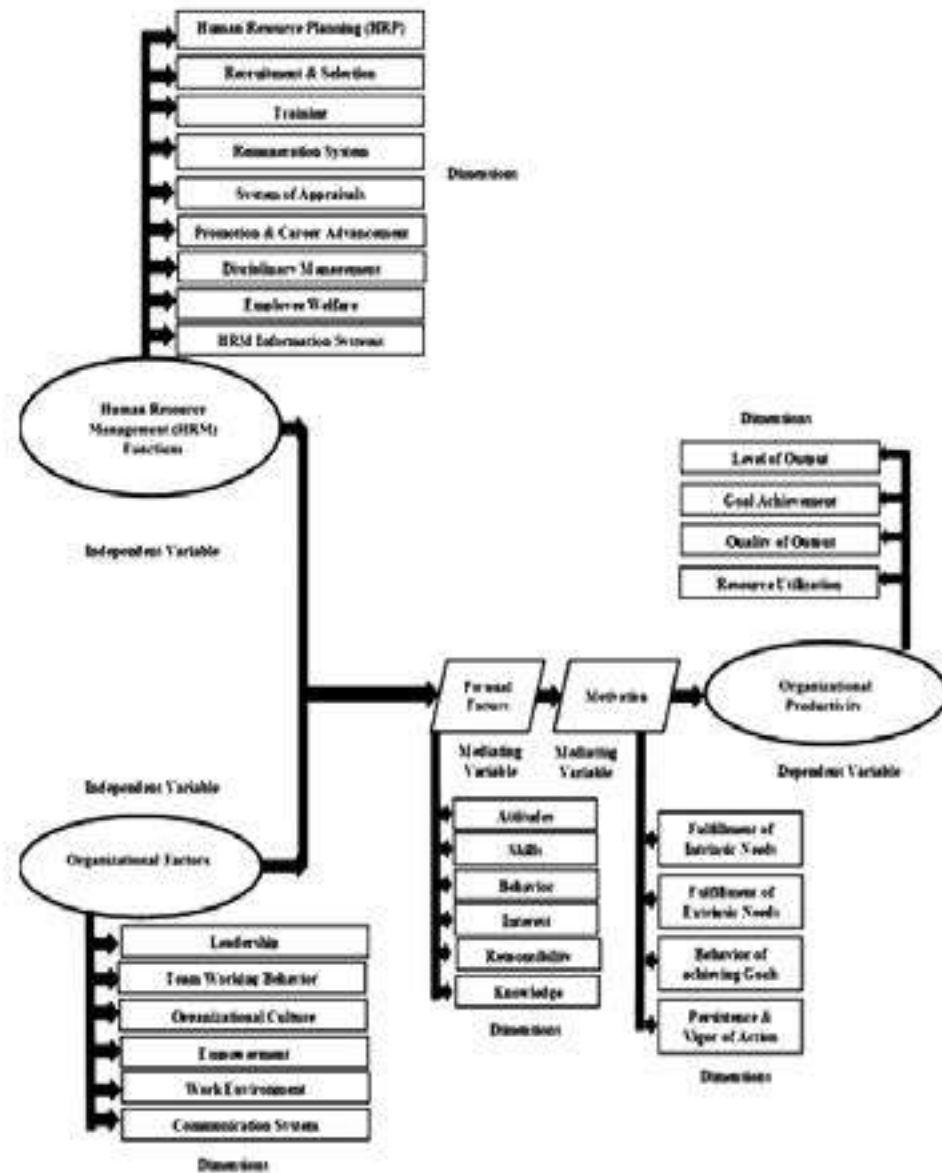 Human Resource Planning (HRP)
Recruitment & Selection
Training
Remuneration System
System of Appraisals
Promotion & Career Advancement
Disciplinary Management
Employee Welfare
HRM Information Systems
Dimensions
Human Resource
Management (HRM)
Functions
Independent Variable
Dimensions
Level of Output
Goal Achievement
Quality of Output
Resource Utilization
Personal
Factors
Motivation
Organizational
Productivity
Mediating
Variable
Mediating
Variable
Dependent Variable
Independent Variable
Organizational Factors
Attitudes
Skills
Behavior
Interest
Responsibility
Knowledge
Dimensions
Fulfillment of
Intrinsic Needs
Fulfillment of
Extrinsic Needs
Behavior of
achieving Goals
Persistence &
Vigor of Action
Dimensions
Leadership
Team Working Behavior
Organizational Culture
Empowerment
Work Environment
Communication System
Dimensions